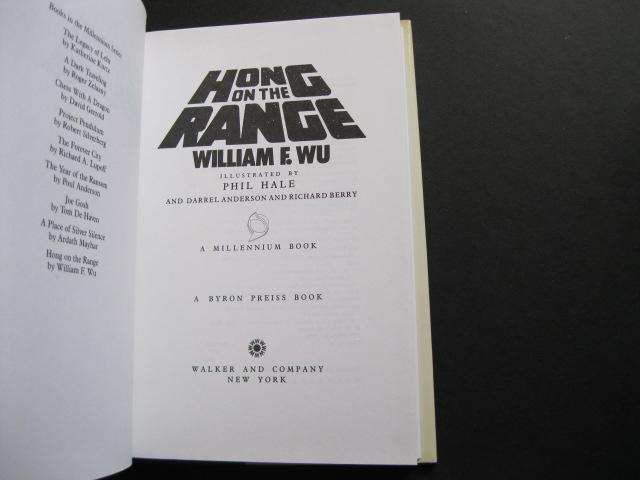 Books in the Millennium Series
The Legacy of Lehr
by Katherine Kurtz
A Dark Traveling
by Roger Zelazny
Chess With A Dragon
by David Gerrold
Project Pendulum
by Robert Silverberg
The Forever City
by Richard A. Lupoff
The Year of the Ransom
by Poul Anderson
Joe Gosh
by Tom De Haven
A Place of Silver Silence
by Ardath Mayhar
Hong on the Range
by William F. Wu
HONG
ON THE
RANGE
WILLIAM F. WU
ILLUSTRATED BY
PHIL HALE
AND DARREL ANDERSON AND RICHARD BERRY
A MILLENNIUM BOOK
A BYRON PREISS BOOK
WALKER AND COMPANY
NEW YORK